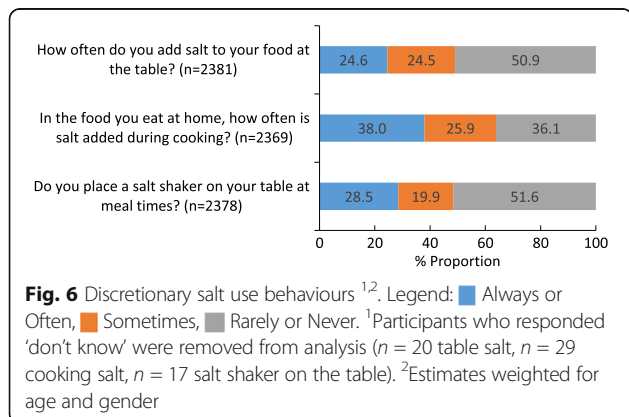 How often do you add salt to your food at
the table? (n=2381)
24.6 24.5 50.9
In the food you eat at home, how often is
salt added during cooking? (n=2369)
38.0 25.9 36.1
Do you place a salt shaker on your table at
meal times? (n=2378)
28.5 19.9 51.6
0 20 40 60 80 100
% Proportion
Fig. 6 Discretionary salt use behaviours 1,2. Legend: Always or
Often, Sometimes, Rarely or Never. 1Participants who responded
‘don’t know’ were removed from analysis (n = 20 table salt, n = 29
cooking salt, n = 17 salt shaker on the table). 2Estimates weighted for
age and gender